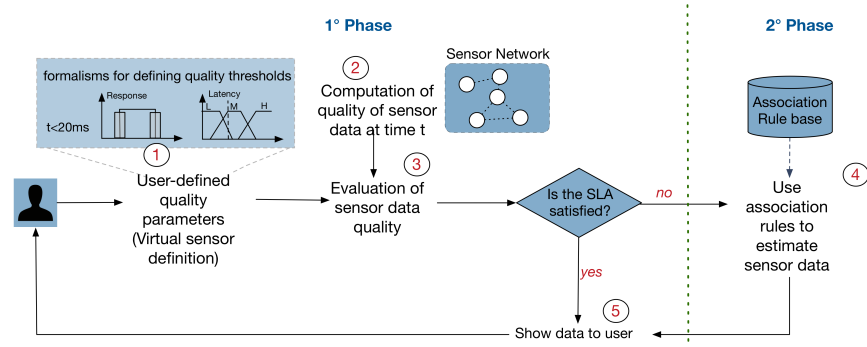 1° Phase
2° Phase
formalisms for defining quality thresholds
Response
Latency
L M H
t<20ms
1
User-defined
quality
parameters
(Virtual sensor
definition)
2
Computation of
quality of sensor
data at time t
Sensor Network
3
Evaluation of
sensor data
quality
Is the SLA
satisfied?
no
yes
Association
Rule base
4
Use
association
rules to
estimate
sensor data
5
Show data to user